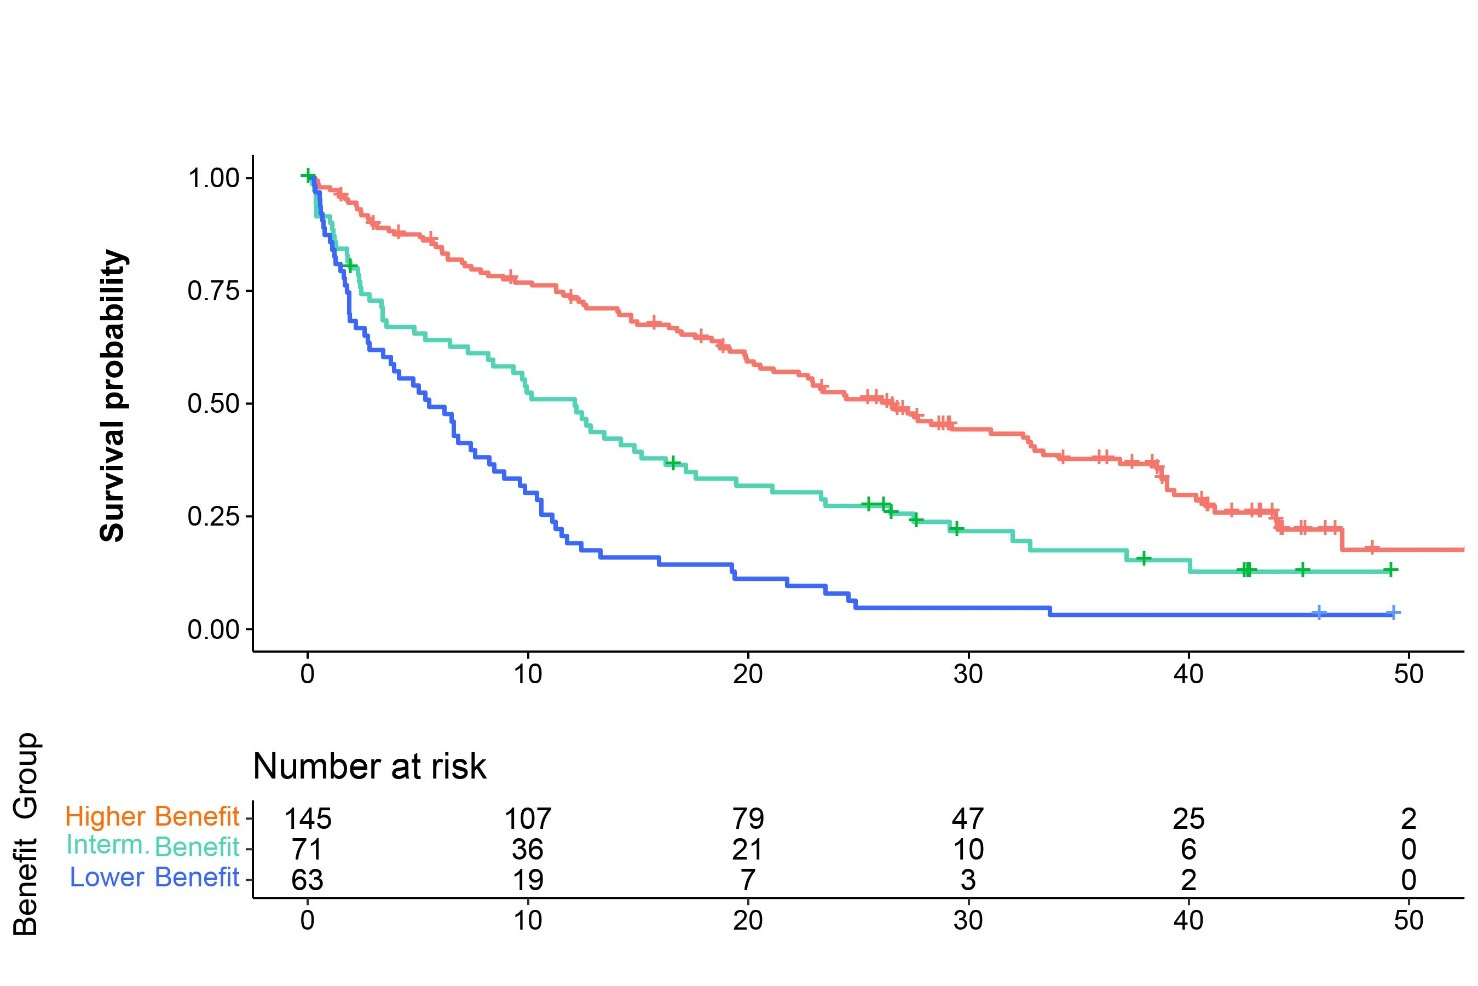 Survival probability
1.00
0.75
0.50
0.25
0.00
0 10 20 30 40 50
Number at risk
Benefit Group
Higher Benefit 145 107 79 47 25 2
Interm. Benefit 71 36 21 10 6 0
Lower Benefit 63 19 7 3 2 0
0 10 20 30 40 50